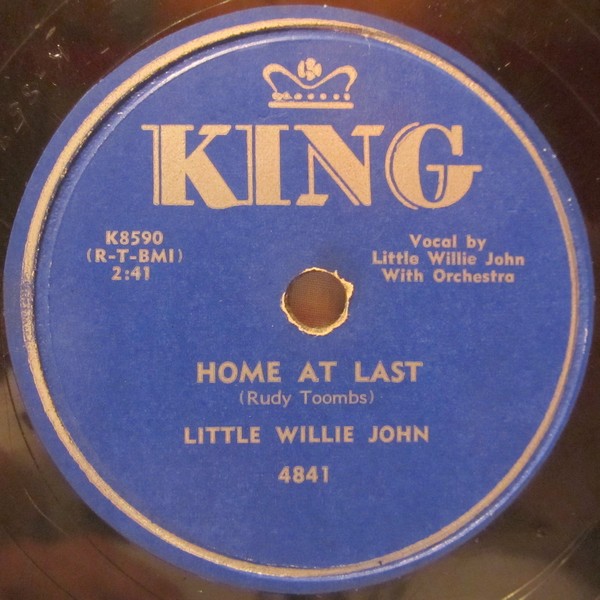 KING
K8590
(R-T-BMI)
2:41
Vocal by
Little Willie John
With Orchestra
HOME AT LAST
(Rudy Toombs)
LITTLE WILLIE JOHN
4841